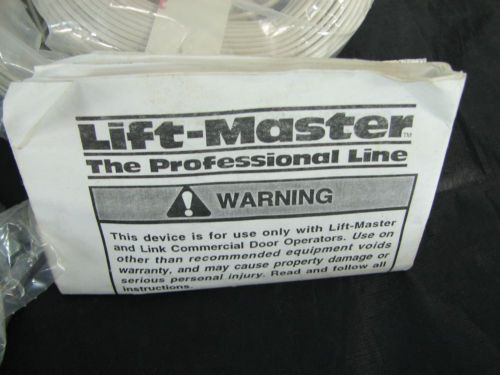 Lift-Master™
The Professional Line
WARNING
This device is for use only with Lift-Master
and Link Commercial Door Operators. Use on
other than recommended equipment voids
warranty, and may cause property damage or
serious personal injury. Read and follow all
instructions.